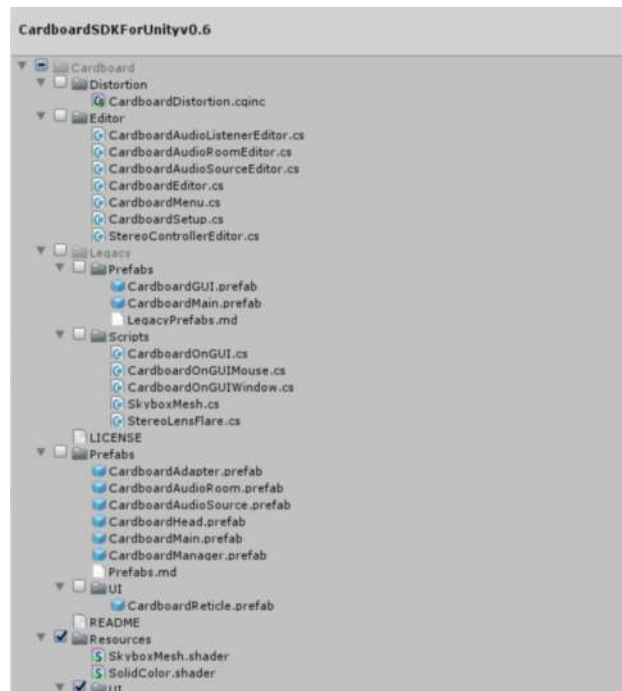 CardboardSDKForUnityv0.6
Cardboard
Distortion
CardboardDistortion.cginc
Editor
CardboardAudioListenerEditor.cs
CardboardAudioRoomEditor.cs
CardboardAudioSourceEditor.cs
CardboardEditor.cs
CardboardMenu.cs
CardboardSetup.cs
StereoControllerEditor.cs
Legacy
Prefabs
CardboardGUI.prefab
CardboardMain.prefab
LegacyPrefabs.md
Scripts
CardboardOnGUI.cs
CardboardOnGUIMouse.cs
CardboardOnGUIWindow.cs
SkyboxMesh.cs
StereoLensFlare.cs
LICENSE
Prefabs
CardboardAdapter.prefab
CardboardAudioRoom.prefab
CardboardAudioSource.prefab
CardboardHead.prefab
CardboardMain.prefab
CardboardManager.prefab
Prefabs.md
UI
CardboardReticle.prefab
README
Resources
SkyboxMesh.shader
SolidColor.shader
UI